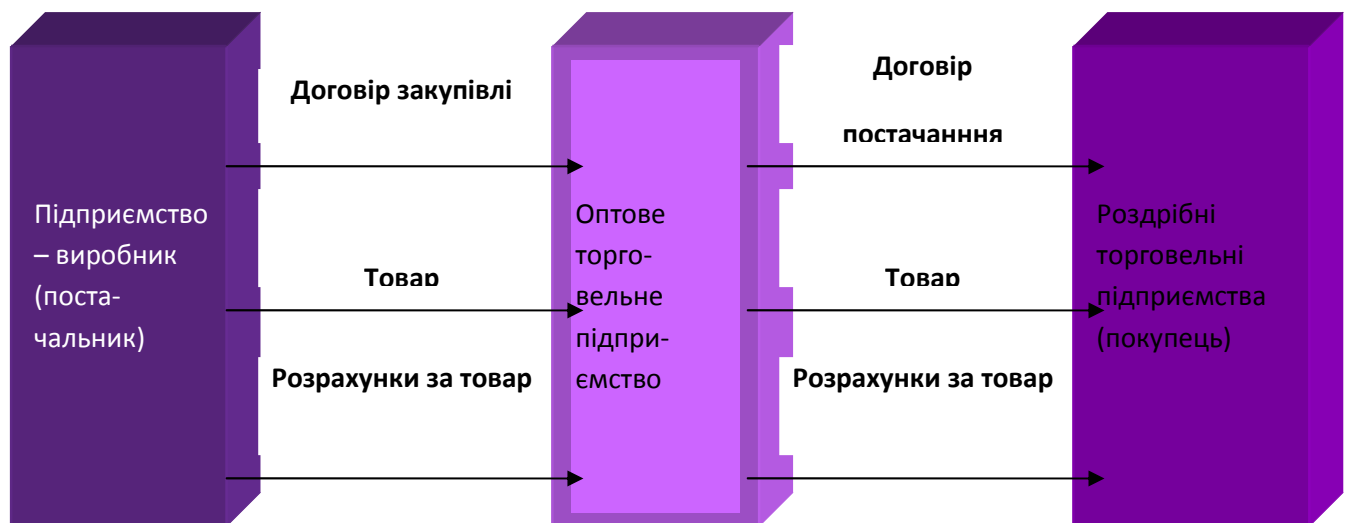 Підприємство
– виробник
(поста-
чальник)
Договір закупівлі
Товар
Розрахунки за товар
Оптове
торго-
вельне
підпри-
ємство
Договір
постачанння
Товар
Розрахунки за товар
Роздрібні
торговельні
підприємства
(покупець)